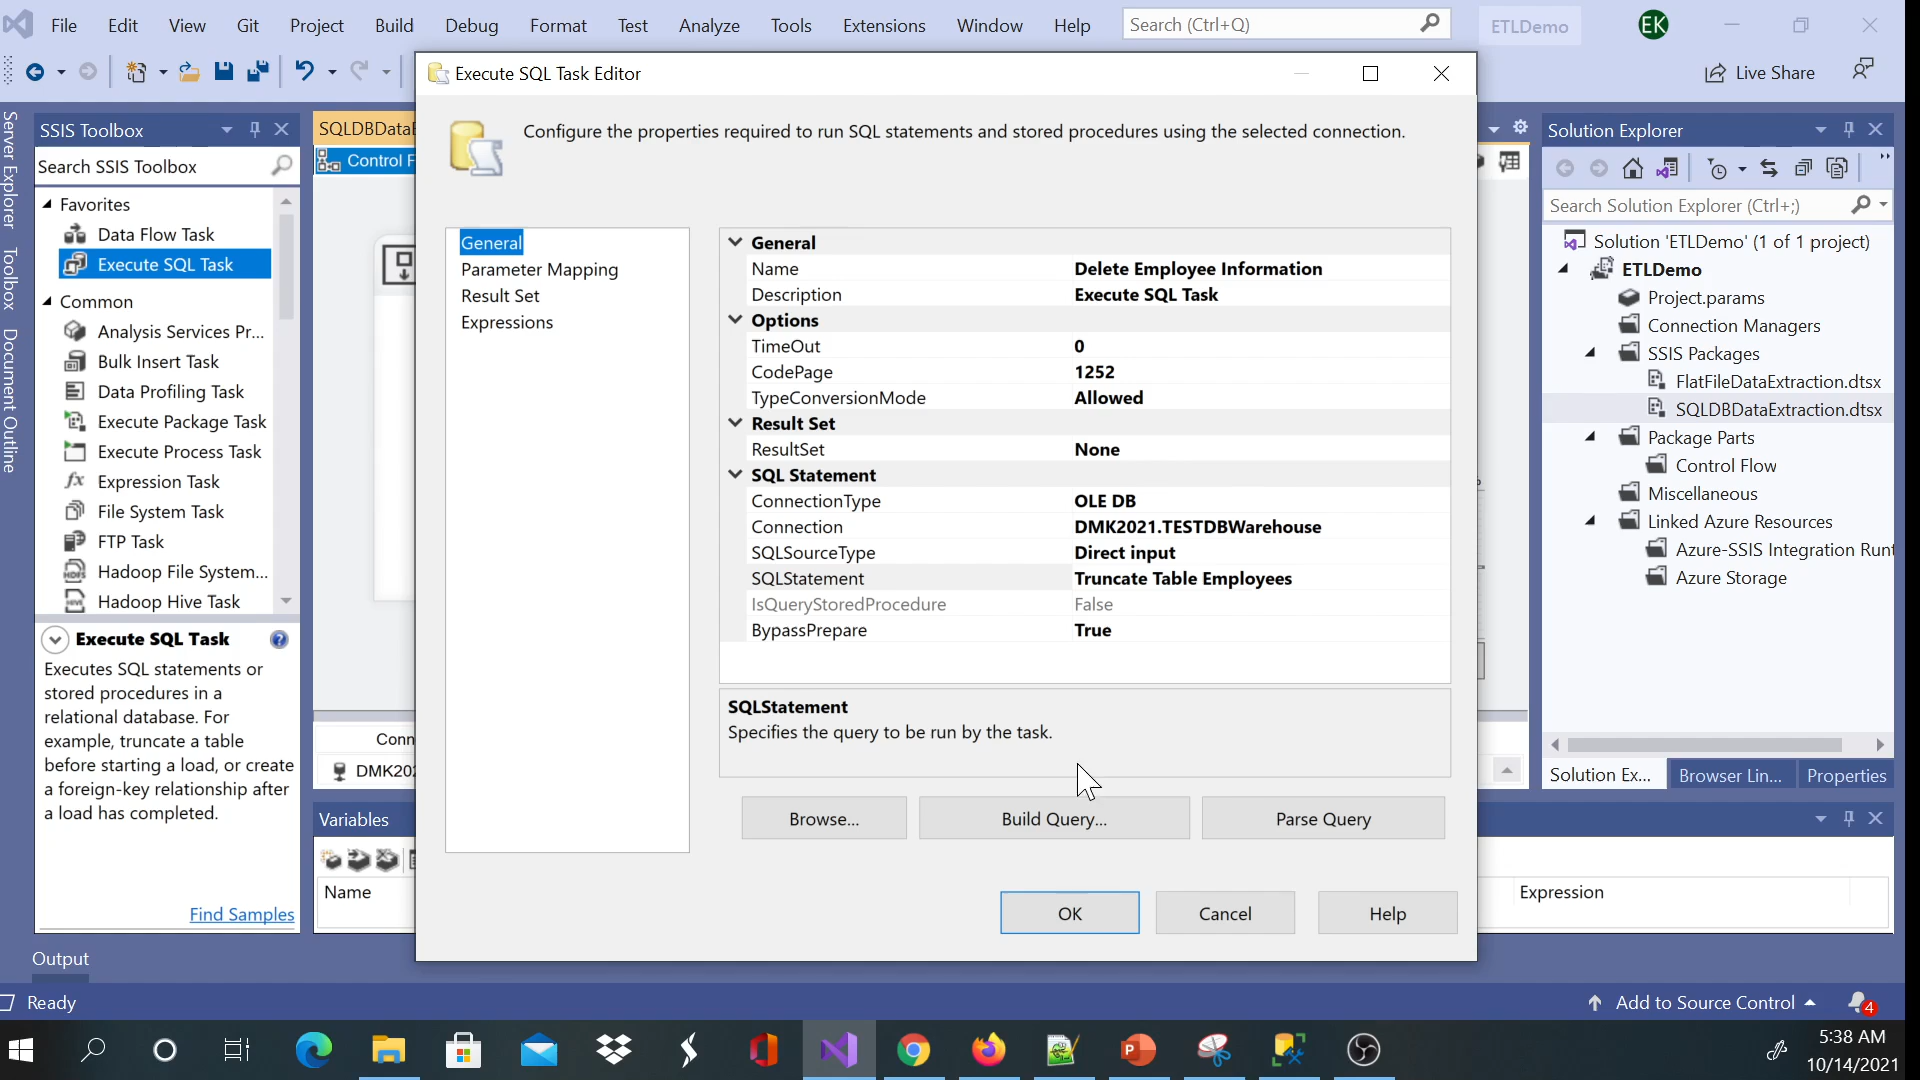 File Edit View Git Project Build Debug Format Test Analyze Tools Extensions Window Help Search (Ctrl+Q) ETLDemo EK
Live Share
Execute SQL Task Editor
Configure the properties required to run SQL statements and stored procedures using the selected connection.
Server Explorer
Toolbox
Document Outline
SSIS Toolbox
Search SSIS Toolbox
Favorites
Data Flow Task
Execute SQL Task
Common
Analysis Services Pr...
Bulk Insert Task
Data Profiling Task
Execute Package Task
Execute Process Task
Expression Task
File System Task
FTP Task
Hadoop File System...
Hadoop Hive Task
Execute SQL Task
Executes SQL statements or
stored procedures in a
relational database. For
example, truncate a table
before starting a load, or create
a foreign-key relationship after
a load has completed.
Find Samples
SQLDBDataE
Control F
Conn
DMK202
Variables
Name
Expression
General
Parameter Mapping
Result Set
Expressions
General
Name Delete Employee Information
Description Execute SQL Task
Options
TimeOut 0
CodePage 1252
TypeConversionMode Allowed
Result Set
ResultSet None
SQL Statement
ConnectionType OLE DB
Connection DMK2021.TESTDBWarehouse
SQLSourceType Direct input
SQLStatement Truncate Table Employees
IsQueryStoredProcedure False
BypassPrepare True
SQLStatement
Specifies the query to be run by the task.
Browse... Build Query... Parse Query
OK Cancel Help
Solution Explorer
Search Solution Explorer (Ctrl+;)
Solution 'ETLDemo' (1 of 1 project)
ETLDemo
Project.params
Connection Managers
SSIS Packages
FlatFileDataExtraction.dtsx
SQLDBDataExtraction.dtsx
Package Parts
Control Flow
Miscellaneous
Linked Azure Resources
Azure-SSIS Integration Runt
Azure Storage
Solution Ex... Browser Lin... Properties
Output
Ready
Add to Source Control 4
5:38 AM
10/14/2021